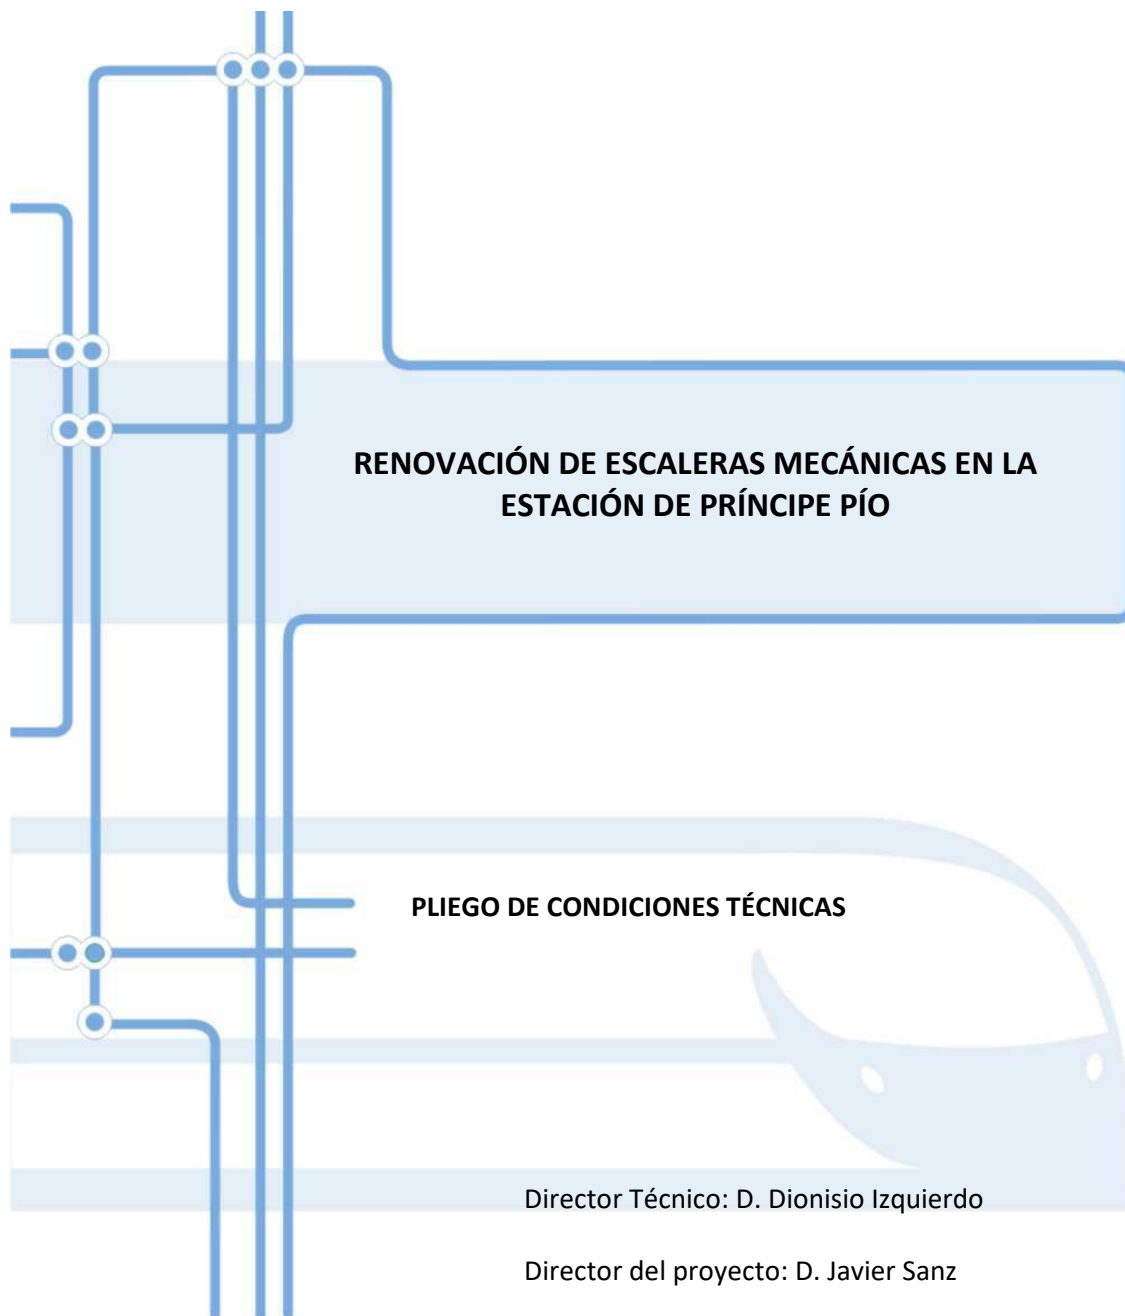 RENOVACIÓN DE ESCALERAS MECÁNICAS EN LA
ESTACIÓN DE PRÍNCIPE PÍO
PLIEGO DE CONDICIONES TÉCNICAS
Director Técnico: D. Dionisio Izquierdo
Director del proyecto: D. Javier Sanz